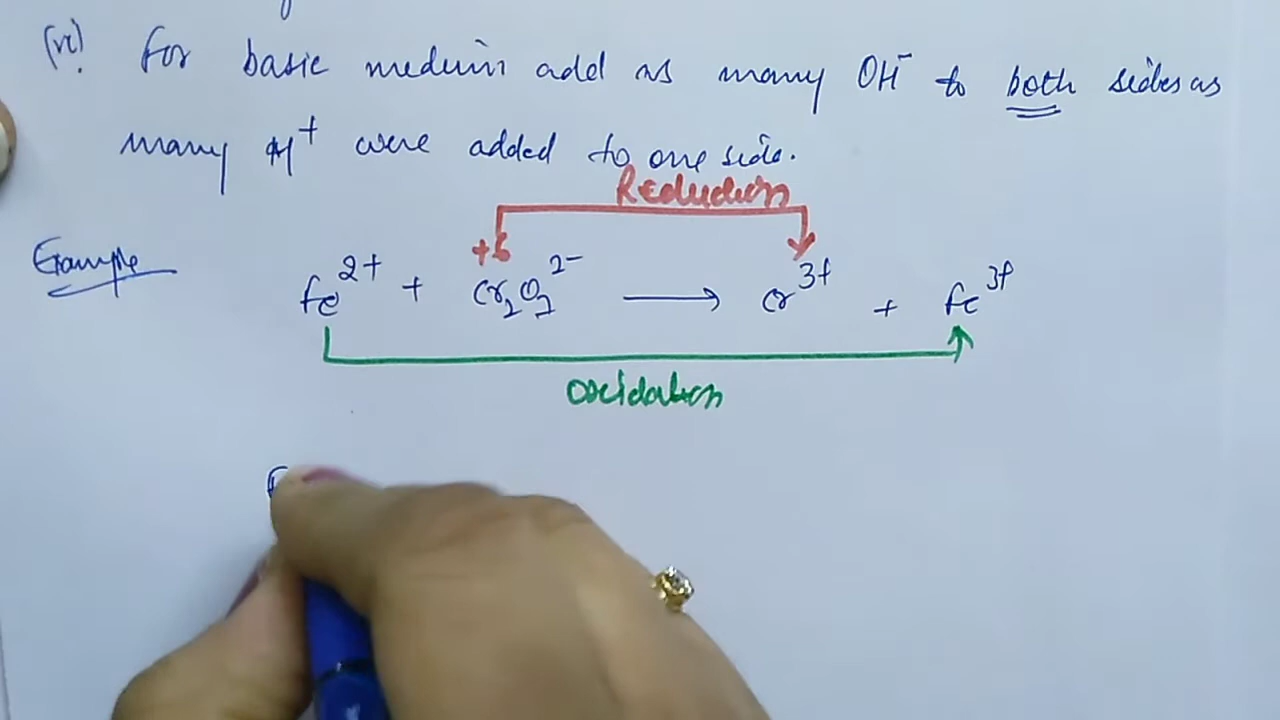 (vi). For basic medium add as many OH⁻ to both sides as
many H⁺ were added to one side.
Reduction
Example
+6
Fe²⁺ + Cr₂O₇²⁻ ⟶ Cr³⁺ + Fe³⁺
oxidation